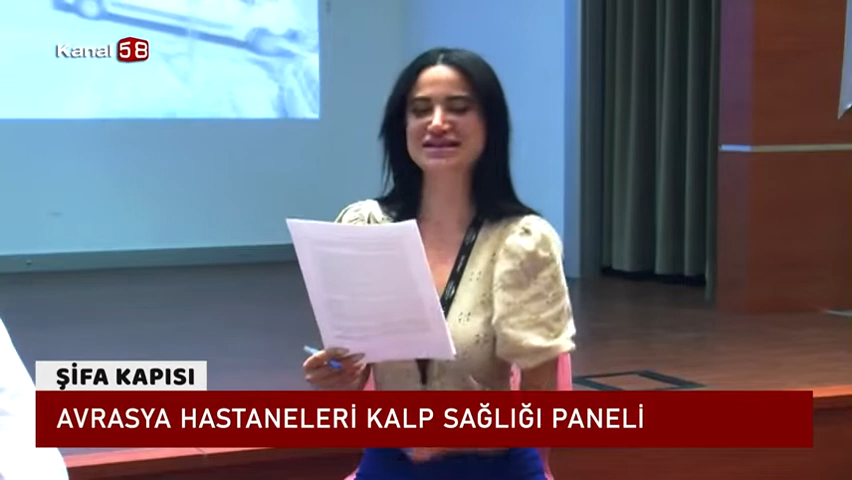 Kanal 58
ŞİFA KAPISI
AVRASYA HASTANELERİ KALP SAĞLIĞI PANELİ